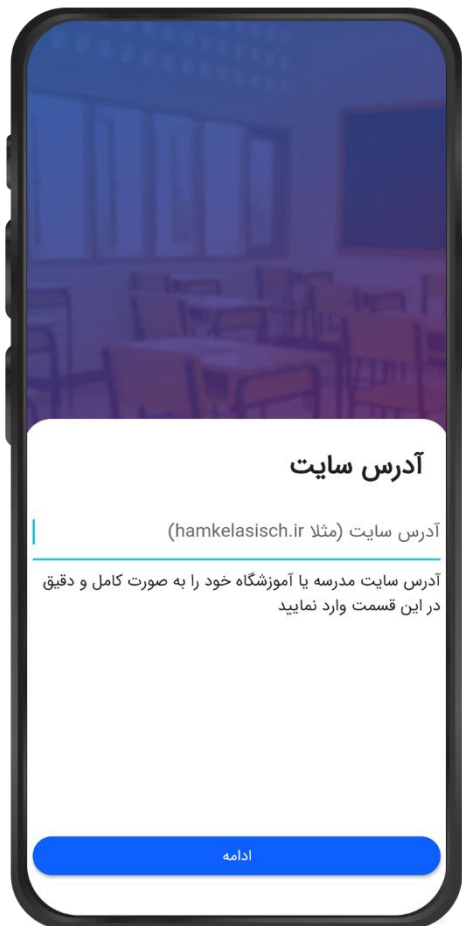 آدرس سایت
آدرس سایت (مثلا hamkelasisch.ir)
آدرس سایت مدرسه یا آموزشگاه خود را به صورت کامل و دقیق
در این قسمت وارد نمایید
ادامه